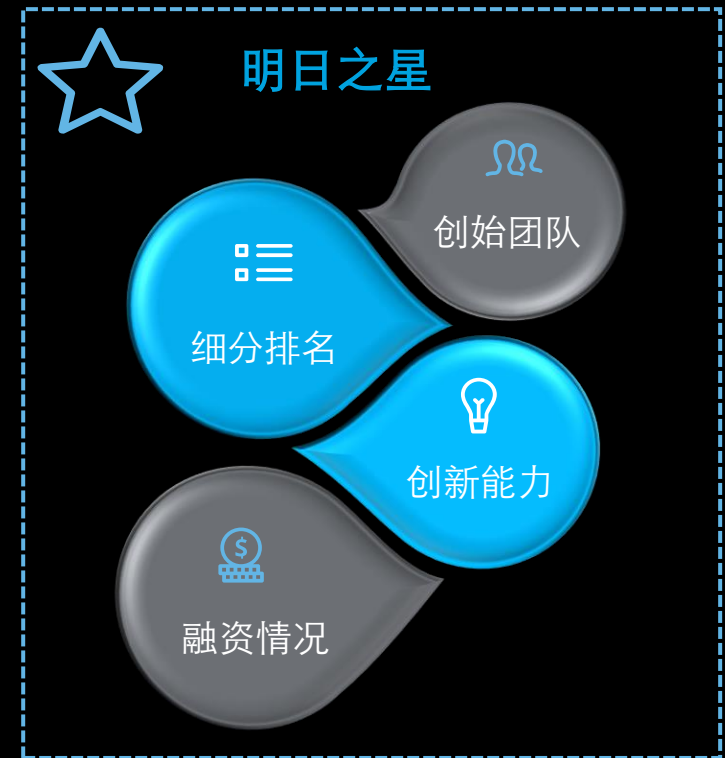 明日之星
创始团队
细分排名
创新能力
融资情况